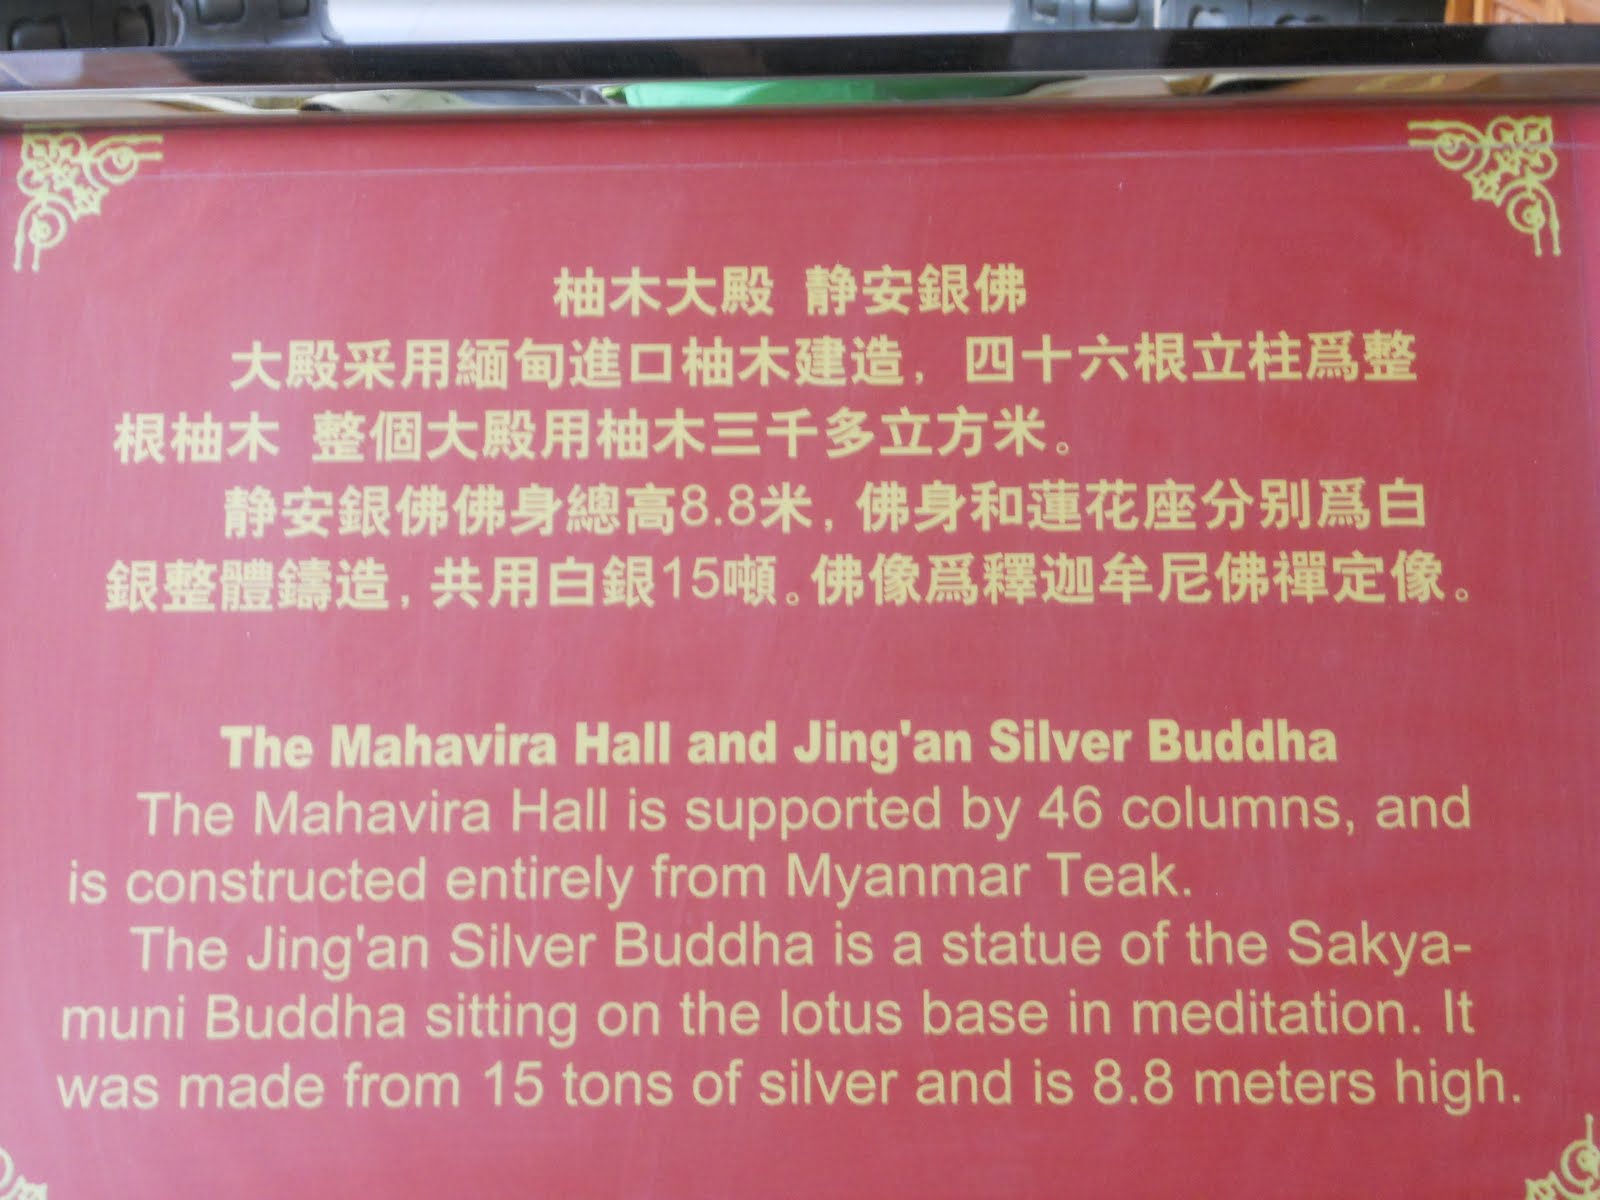 柚木大殿 靜安銀佛
大殿采用緬甸進口柚木建造，四十六根立柱爲整
根柚木 整個大殿用柚木三千多立方米。
靜安銀佛佛身總高8.8米，佛身和蓮花座分别爲白
銀整體鑄造，共用白銀15噸。佛像爲釋迦牟尼佛禪定像。
The Mahavira Hall and Jing'an Silver Buddha
The Mahavira Hall is supported by 46 columns, and
is constructed entirely from Myanmar Teak.
The Jing'an Silver Buddha is a statue of the Sakya-
muni Buddha sitting on the lotus base in meditation. It
was made from 15 tons of silver and is 8.8 meters high.